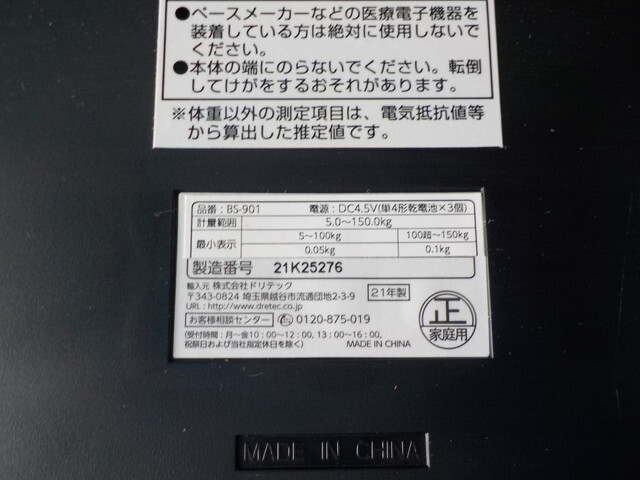 ●ペースメーカーなどの医療電子機器を
装着している方は絶対に使用しないで
ください。
●本体の端にのらないでください。転倒
してけがをするおそれがあります。
※体重以外の測定項目は、電気抵抗値等
から算出した推定値です。
品番：BS-901 電源：DC4.5V(単4形乾電池×3個)
計量範囲 5.0～150.0kg
最小表示 5～100kg 100超～150kg
0.05kg 0.1kg
製造番号 21K25276
輸入元 株式会社ドリテック
〒343-0824 埼玉県越谷市流通団地2-3-9
URL：http://www.dretec.co.jp 21年製
お客様相談センター 0120-875-019
(受付時間：月～金10：00～12：00, 13：00～16：00,
祝祭日および当社指定休日を除く) MADE IN CHINA
正
家庭用
MADE IN CHINA